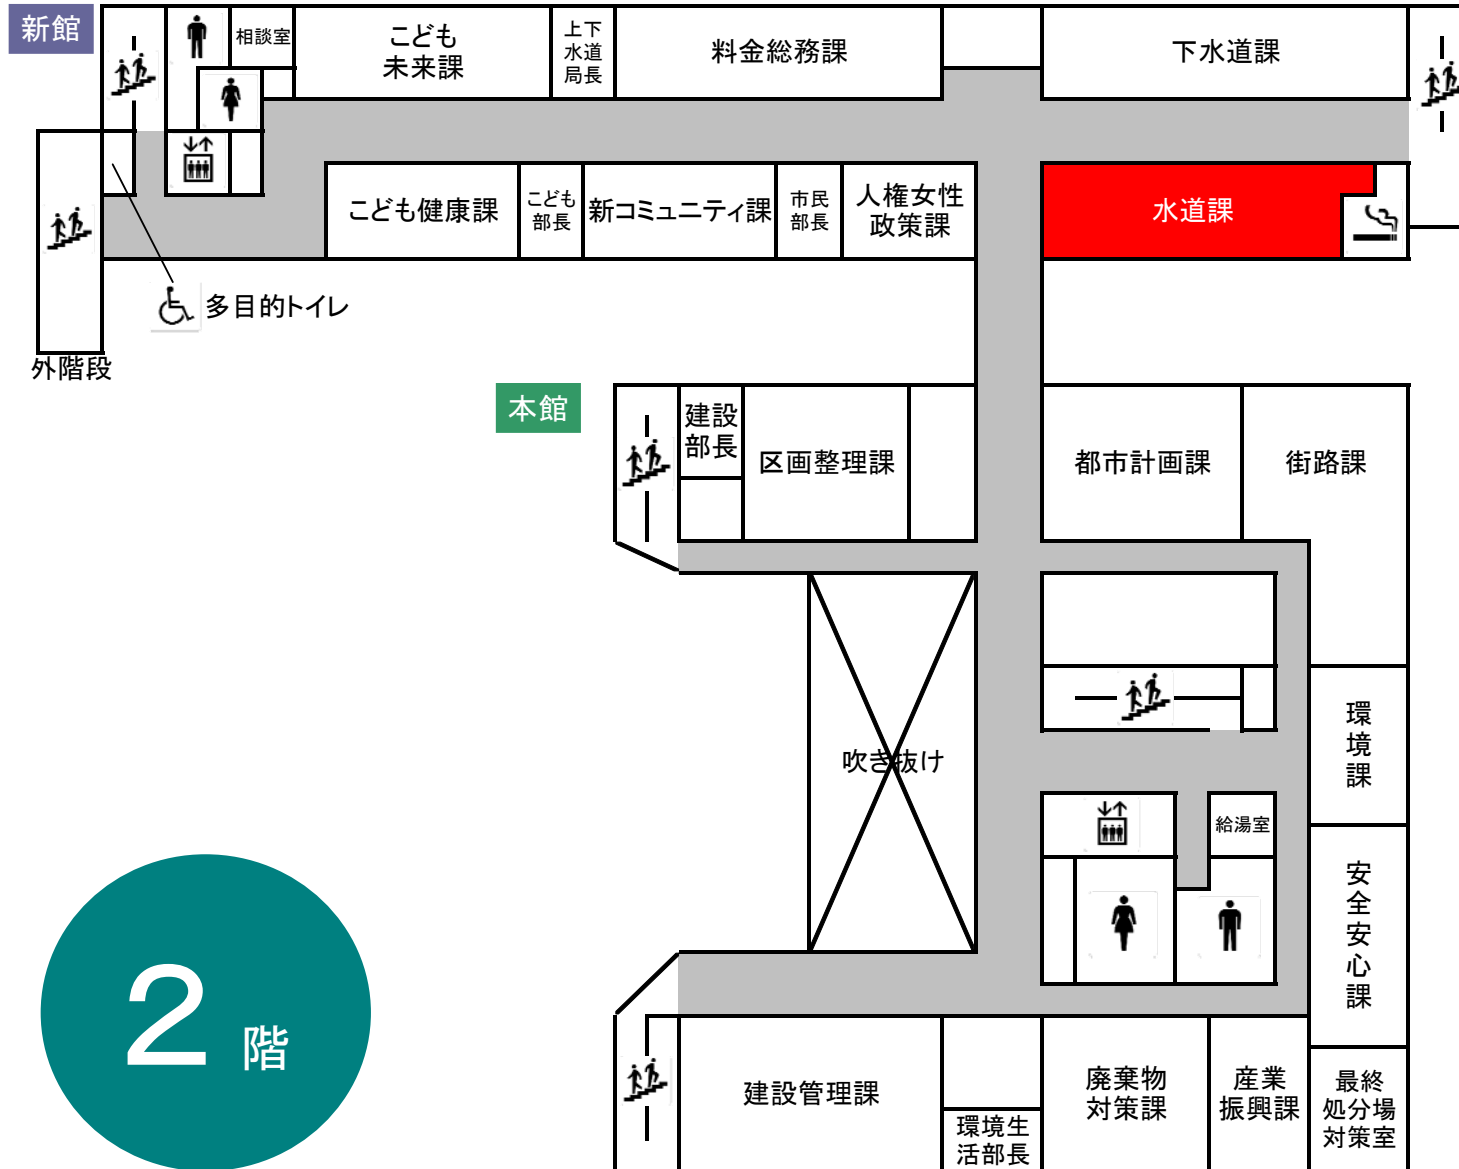 新館
相談室
こども
未来課
上下
水道
局長
料金総務課
下水道課
こども健康課
こども
部長
新コミュニティ課
市民
部長
人権女性
政策課
水道課
多目的トイレ
外階段
本館
建設
部長
区画整理課
都市計画課
街路課
環境課
吹き抜け
給湯室
安全安心課
2 階
建設管理課
環境生
活部長
廃棄物
対策課
産業
振興課
最終
処分場
対策室